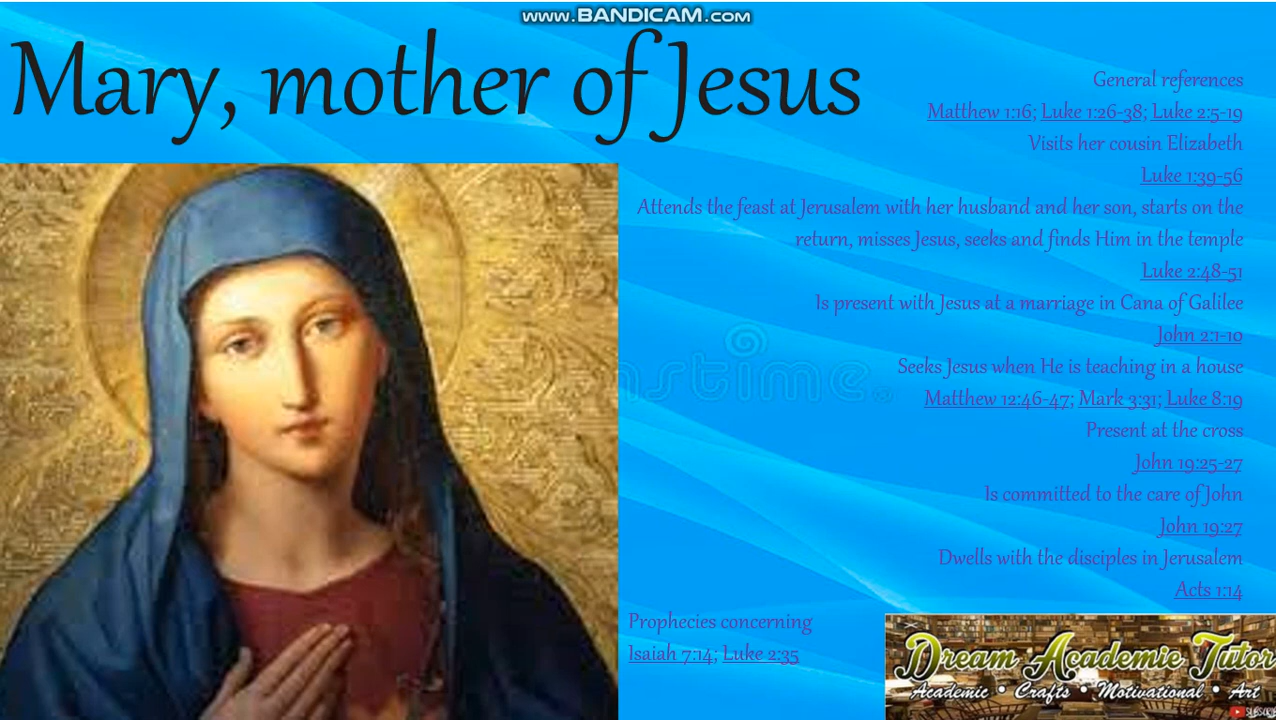 www.BANDICAM.com
Mary, mother of Jesus
General references
Matthew 1:16; Luke 1:26-38; Luke 2:5-19
Visits her cousin Elizabeth
Luke 1:39-56
Attends the feast at Jerusalem with her husband and her son, starts on the
return, misses Jesus, seeks and finds Him in the temple
Luke 2:48-51
Is present with Jesus at a marriage in Cana of Galilee
John 2:1-10
Seeks Jesus when He is teaching in a house
Matthew 12:46-47; Mark 3:31; Luke 8:19
Present at the cross
John 19:25-27
Is committed to the care of John
John 19:27
Dwells with the disciples in Jerusalem
Acts 1:14
Prophecies concerning
Isaiah 7:14; Luke 2:35
Dream Academic Tutor
Academic • Crafts • Motivational • Art